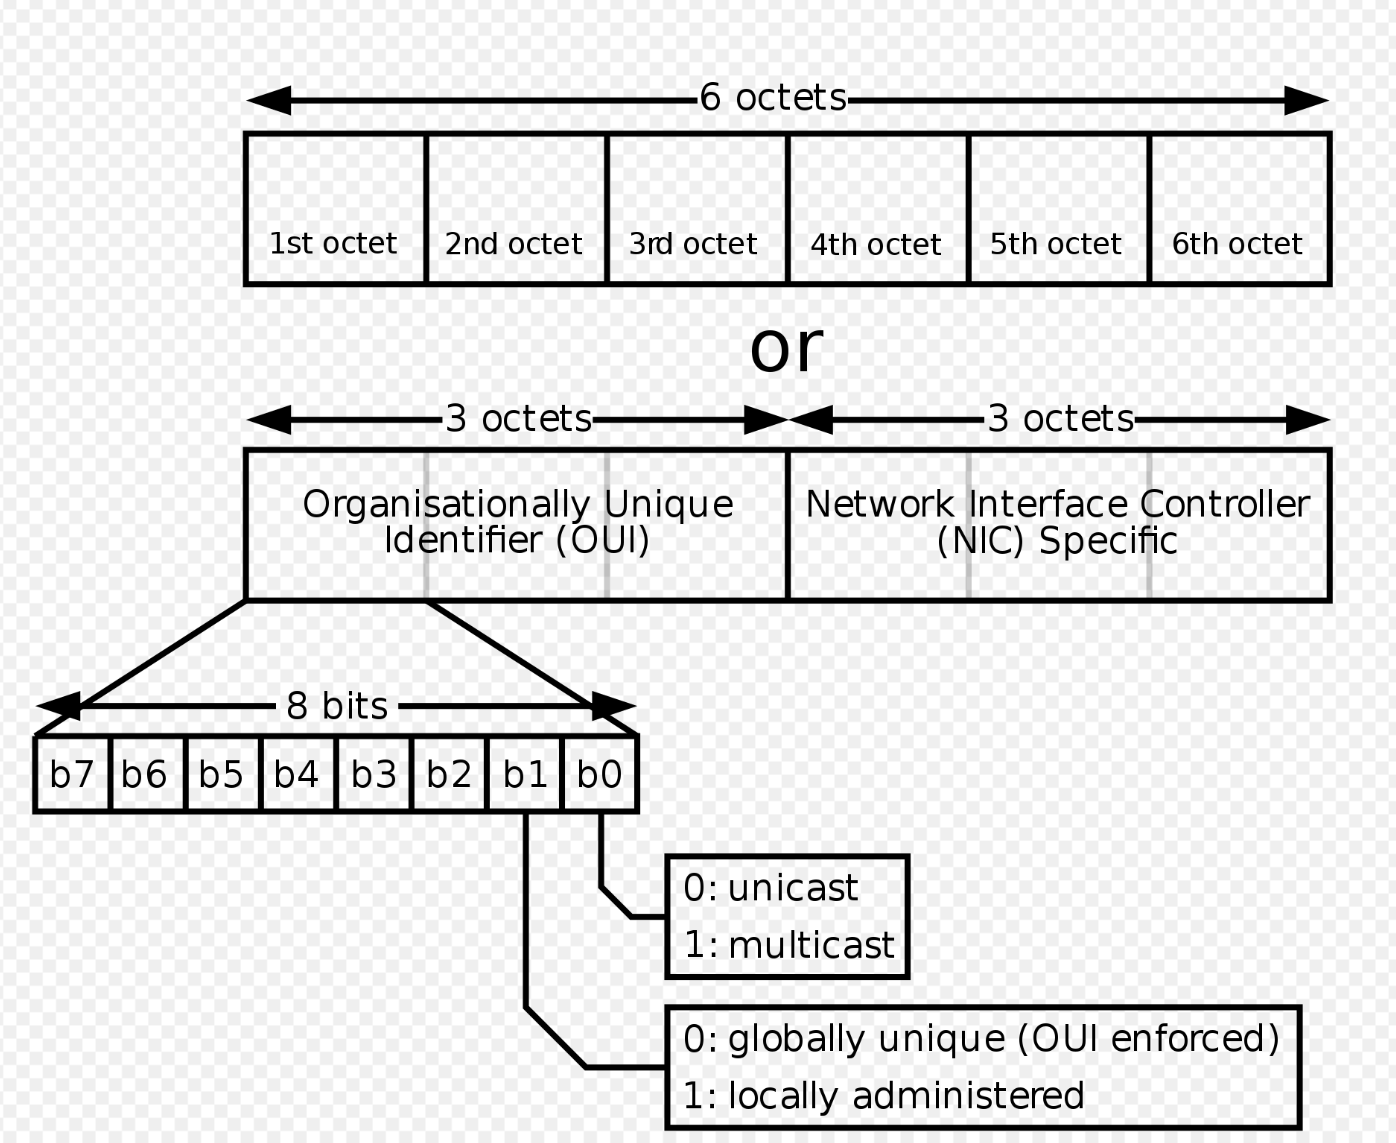 6 octets
1st octet 2nd octet 3rd octet 4th octet 5th octet 6th octet
or
3 octets 3 octets
Organisationally Unique
Identifier (OUI)
Network Interface Controller
(NIC) Specific
8 bits
b7 b6 b5 b4 b3 b2 b1 b0
0: unicast
1: multicast
0: globally unique (OUI enforced)
1: locally administered